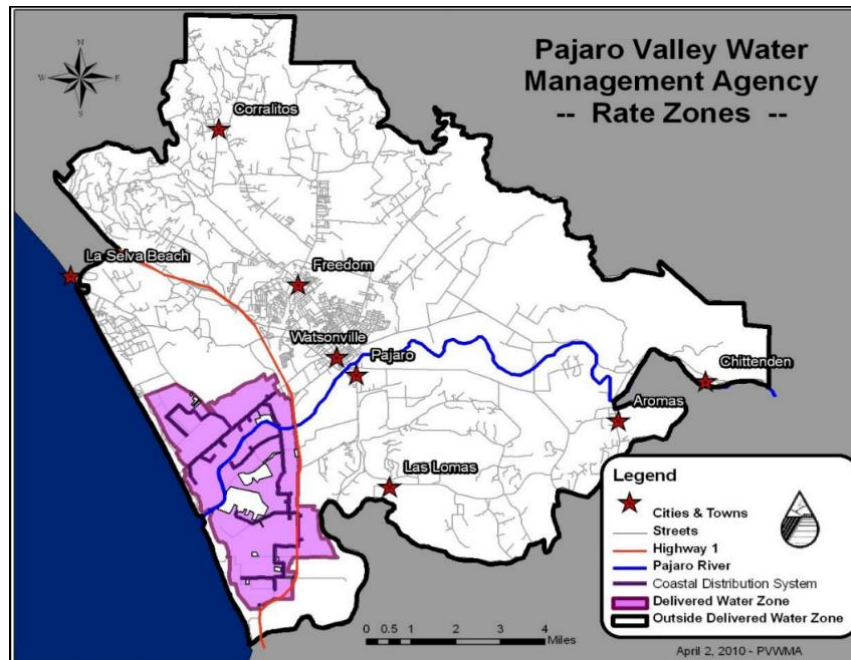 Pajaro Valley Water
Management Agency
-- Rate Zones --
N
W
E
S
Corralitos
La Selva Beach
Freedom
Watsonville
Pajaro
Chittenden
Aromas
Las Lomas
Legend
Cities & Towns
Streets
Highway 1
Pajaro River
Coastal Distribution System
Delivered Water Zone
Outside Delivered Water Zone
0 0.5 1 2 3 4
Miles
April 2, 2010 - PVWMA